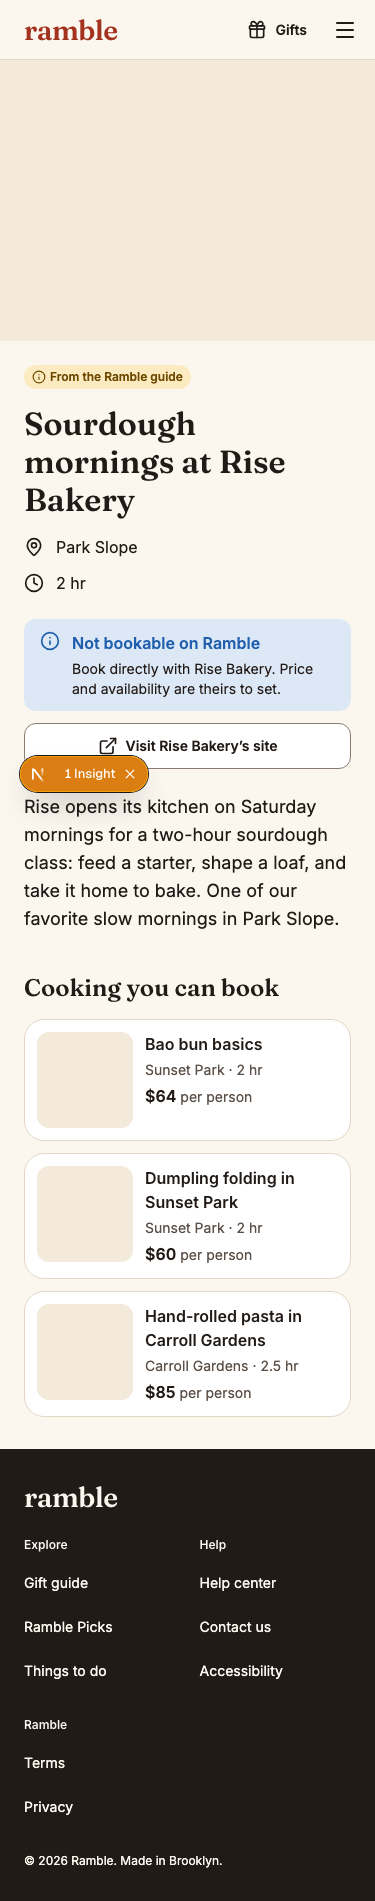 ramble
Gifts
From the Ramble guide
Sourdough
mornings at Rise
Bakery
Park Slope
2 hr
Not bookable on Ramble
Book directly with Rise Bakery. Price
and availability are theirs to set.
Visit Rise Bakery’s site
1 Insight
Rise opens its kitchen on Saturday
mornings for a two-hour sourdough
class: feed a starter, shape a loaf, and
take it home to bake. One of our
favorite slow mornings in Park Slope.
Cooking you can book
Bao bun basics
Sunset Park · 2 hr
$64 per person
Dumpling folding in
Sunset Park
Sunset Park · 2 hr
$60 per person
Hand-rolled pasta in
Carroll Gardens
Carroll Gardens · 2.5 hr
$85 per person
ramble
Explore
Gift guide
Ramble Picks
Things to do
Help
Help center
Contact us
Accessibility
Ramble
Terms
Privacy
© 2026 Ramble. Made in Brooklyn.